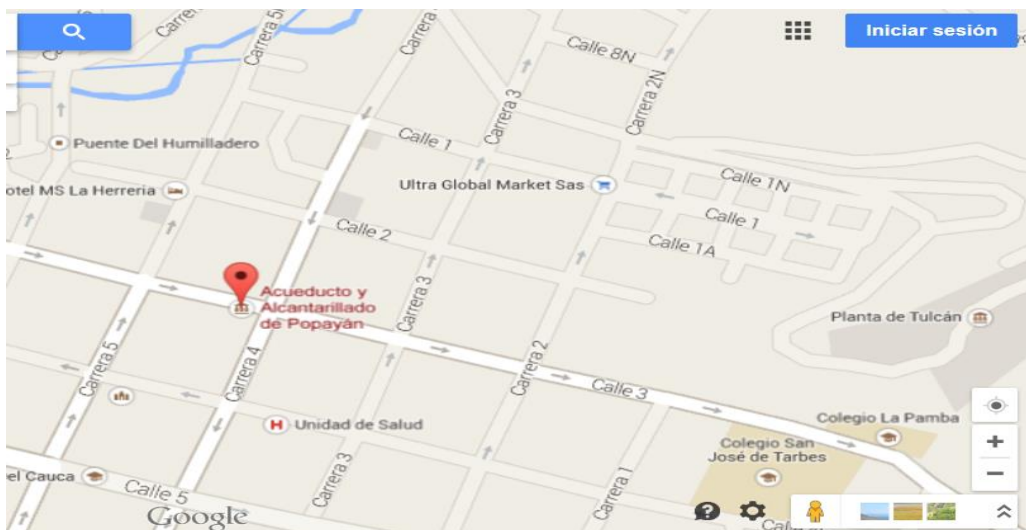 Iniciar sesión
Carrera 5
Carrera
Carrera
Calle 8N
Carrera 2N
Carrera 3
Puente Del Humilladero
Calle 1
otel MS La Herreria
Ultra Global Market Sas
Calle 1N
Calle 1
Calle 2
Calle 1A
Carrera 3
Acueducto y
Alcantarillado
de Popayán
Planta de Tulcán
Carrera 5
Carrera 4
Carrera 2
Calle 3
Unidad de Salud
Colegio La Pamba
Colegio San
José de Tarbes
el Cauca
Calle 5
Carrera 3
Carrera 1
Google